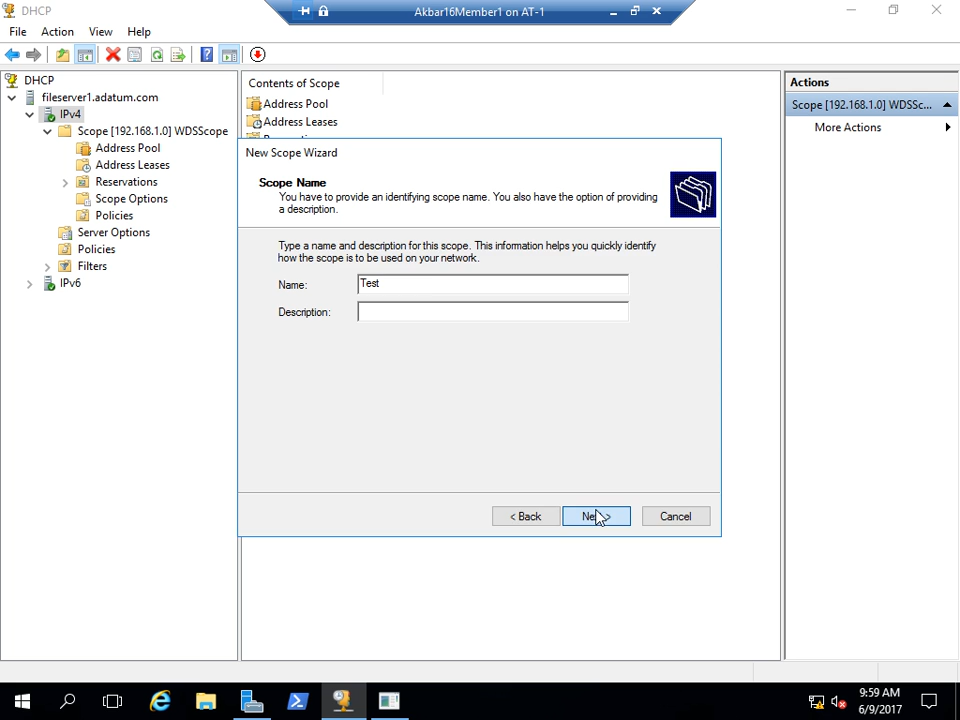 DHCP
Akbar16Member1 on AT-1
File Action View Help
DHCP
fileserver1.adatum.com
IPv4
Scope [192.168.1.0] WDSScope
Address Pool
Address Leases
Reservations
Scope Options
Policies
Server Options
Policies
Filters
IPv6
Contents of Scope
Address Pool
Address Leases
New Scope Wizard
Scope Name
You have to provide an identifying scope name. You also have the option of providing
a description.
Type a name and description for this scope. This information helps you quickly identify
how the scope is to be used on your network.
Name: Test
Description:
< Back
Cancel
Actions
Scope [192.168.1.0] WDSSc...
More Actions
9:59 AM
6/9/2017